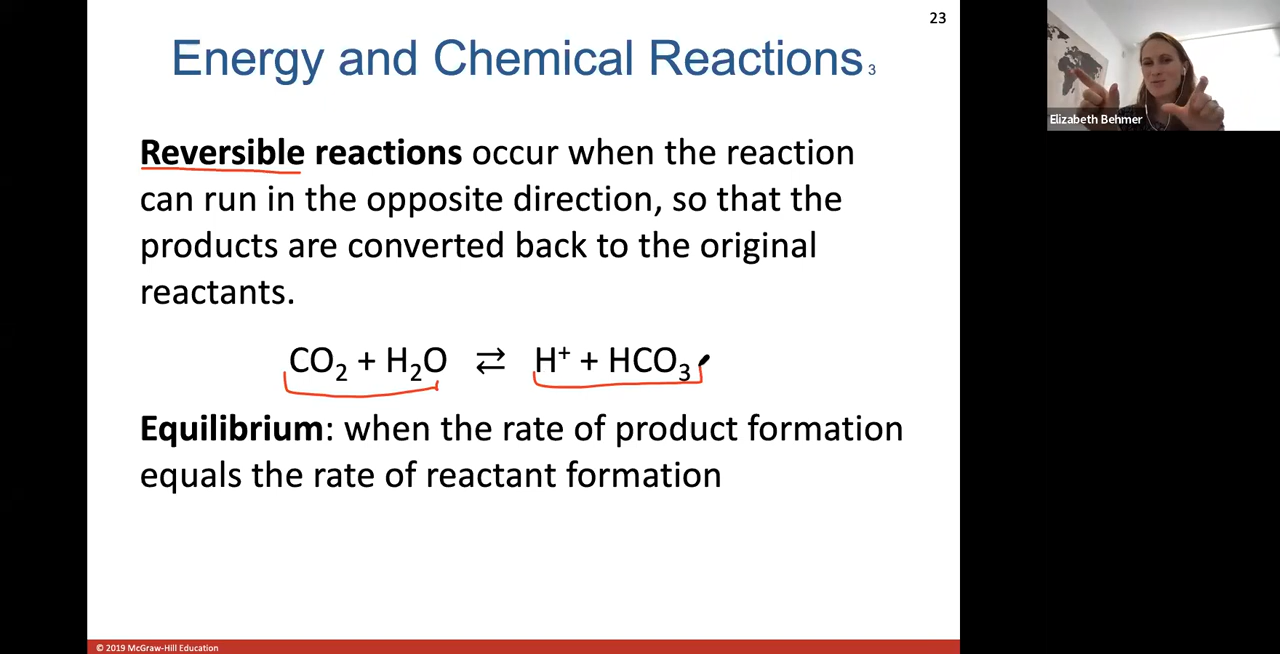 23
Energy and Chemical Reactions 3
Elizabeth Behmer
Reversible reactions occur when the reaction
can run in the opposite direction, so that the
products are converted back to the original
reactants.
CO₂ + H₂O ⇄ H⁺ + HCO₃
Equilibrium: when the rate of product formation
equals the rate of reactant formation
© 2019 McGraw-Hill Education